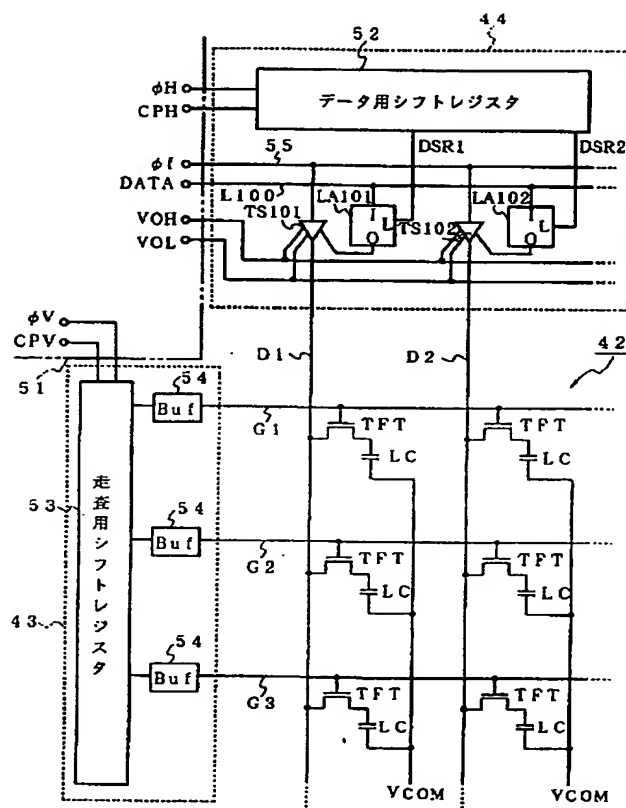 44
52
データ用シフトレジスタ
φH
CPH
DSR1
DSR2
φf
55
DATA
L100
LA101
I
L
O
LA102
I
L
O
TS101
TS102
VOH
VOL
φV
CPV
51
D1
D2
42
54
Buf
G1
TFT
LC
TFT
LC
53
走査用シフトレジスタ
54
Buf
G2
TFT
LC
TFT
LC
43
54
Buf
G3
TFT
LC
TFT
LC
VCOM
VCOM